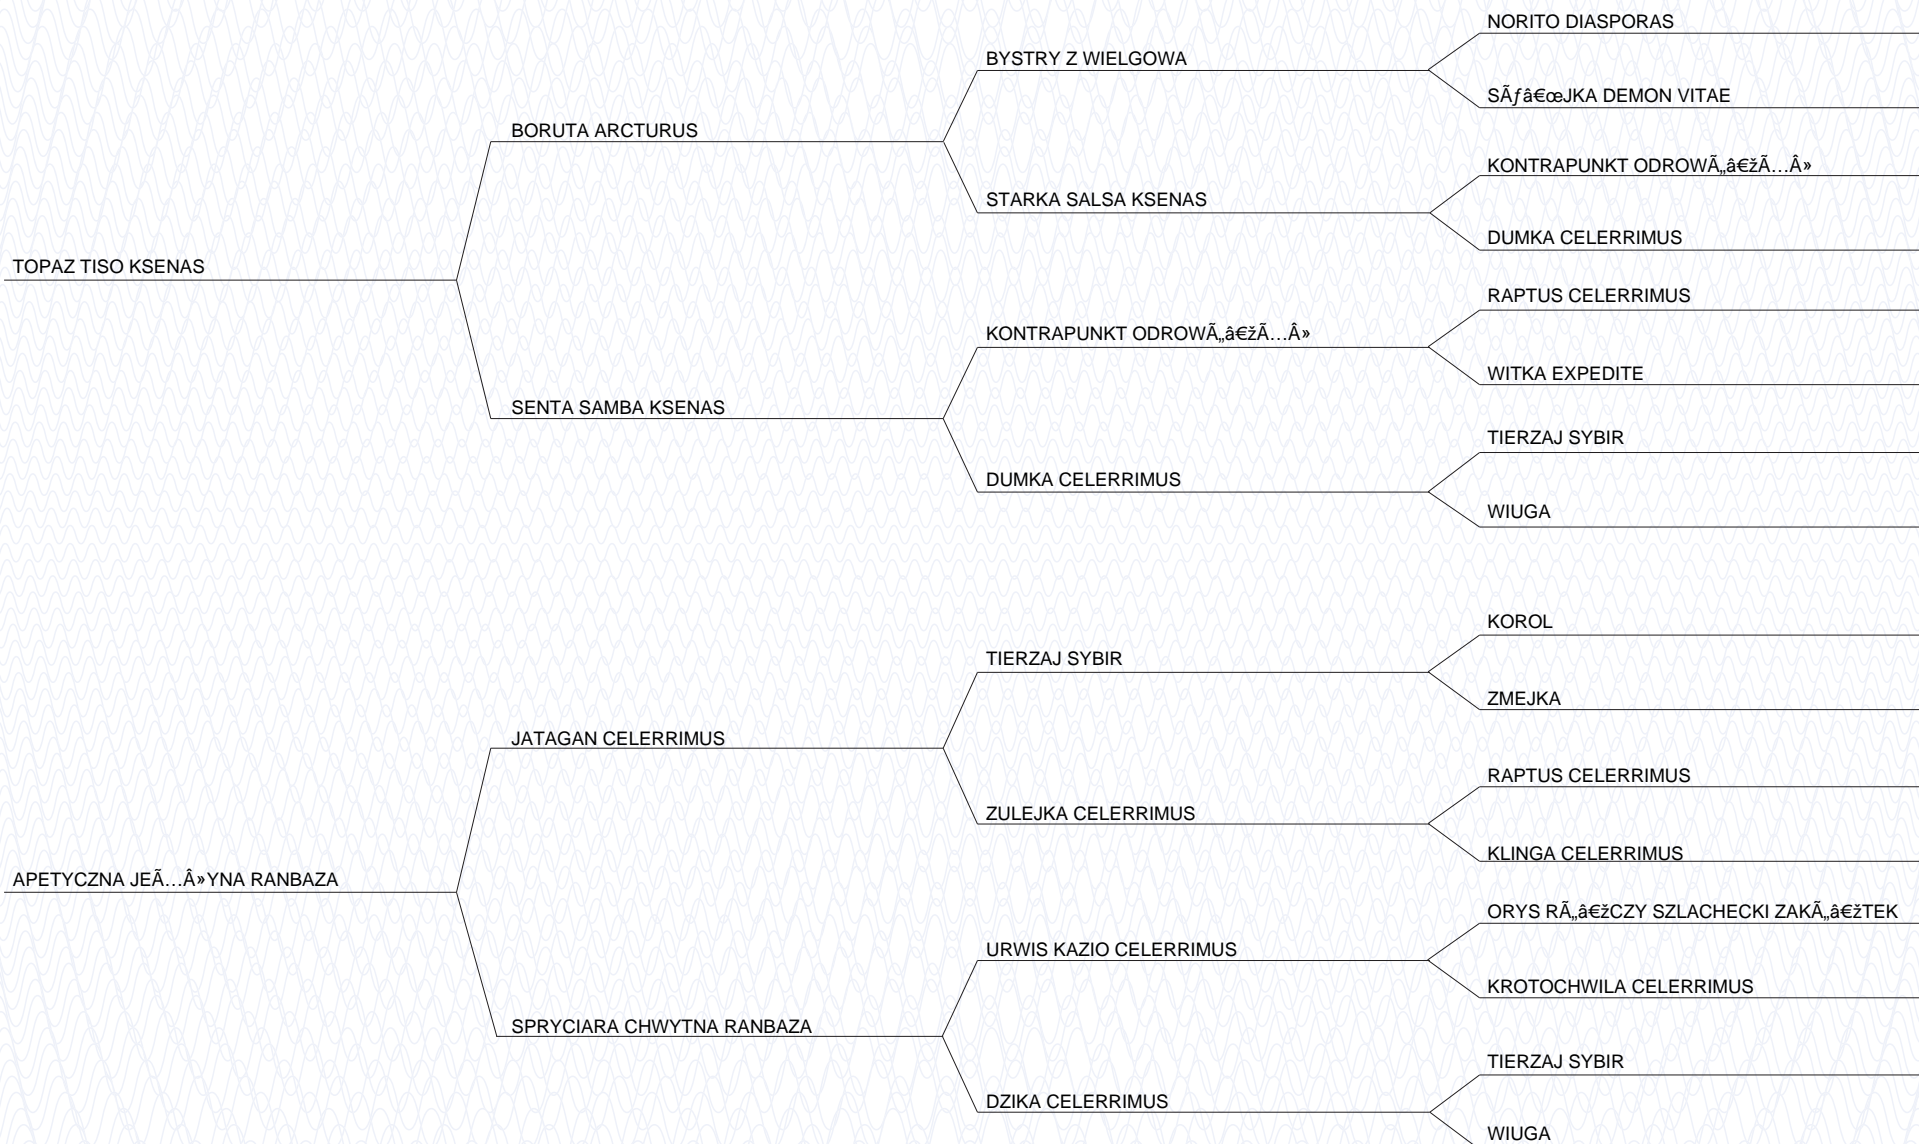 NORITO DIASPORAS
BYSTRY Z WIELGOWA
SÃƒâ€œJKA DEMON VITAE
BORUTA ARCTURUS
KONTRAPUNKT ODROWÃ„â€žÃ…Â»
STARKA SALSA KSENAS
DUMKA CELERRIMUS
TOPAZ TISO KSENAS
RAPTUS CELERRIMUS
KONTRAPUNKT ODROWÃ„â€žÃ…Â»
WITKA EXPEDITE
SENTA SAMBA KSENAS
TIERZAJ SYBIR
DUMKA CELERRIMUS
WIUGA
KOROL
TIERZAJ SYBIR
ZMEJKA
JATAGAN CELERRIMUS
RAPTUS CELERRIMUS
ZULEJKA CELERRIMUS
KLINGA CELERRIMUS
APETYCZNA JEÃ…Â»YNA RANBAZA
ORYS RÃ„â€žCZY SZLACHECKI ZAKÃ„â€žTEK
URWIS KAZIO CELERRIMUS
KROTOCHWILA CELERRIMUS
SPRYCIARA CHWYTNA RANBAZA
TIERZAJ SYBIR
DZIKA CELERRIMUS
WIUGA